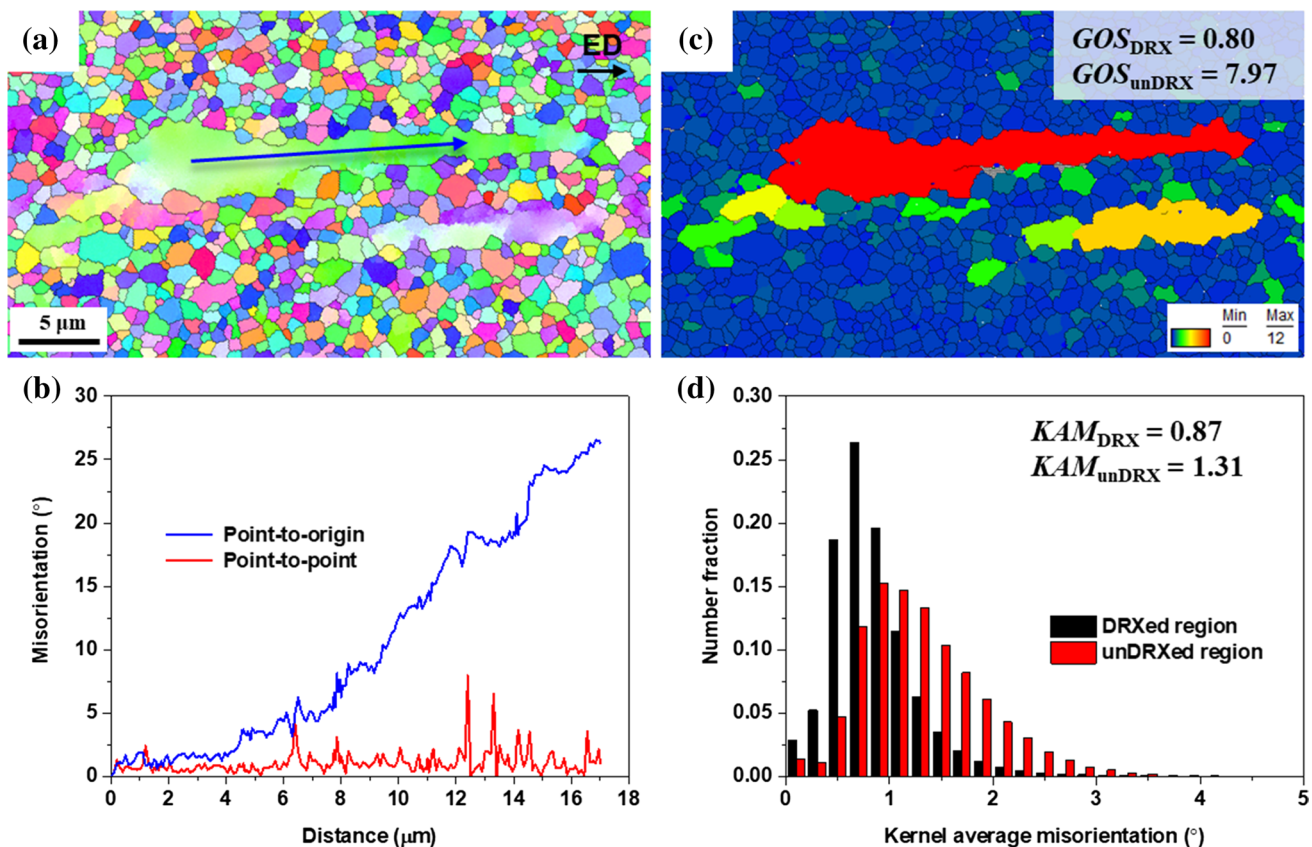 (a)
ED
5 μm
(c)
GOS_DRX = 0.80
GOS_unDRX = 7.97
Min Max
0 12
(b)
Misorientation (°)
30
25
20
15
10
5
0
Point-to-origin
Point-to-point
0 2 4 6 8 10 12 14 16 18
Distance (μm)
(d)
Number fraction
0.30
0.25
0.20
0.15
0.10
0.05
0.00
KAM_DRX = 0.87
KAM_unDRX = 1.31
DRXed region
unDRXed region
0 1 2 3 4 5
Kernel average misorientation (°)